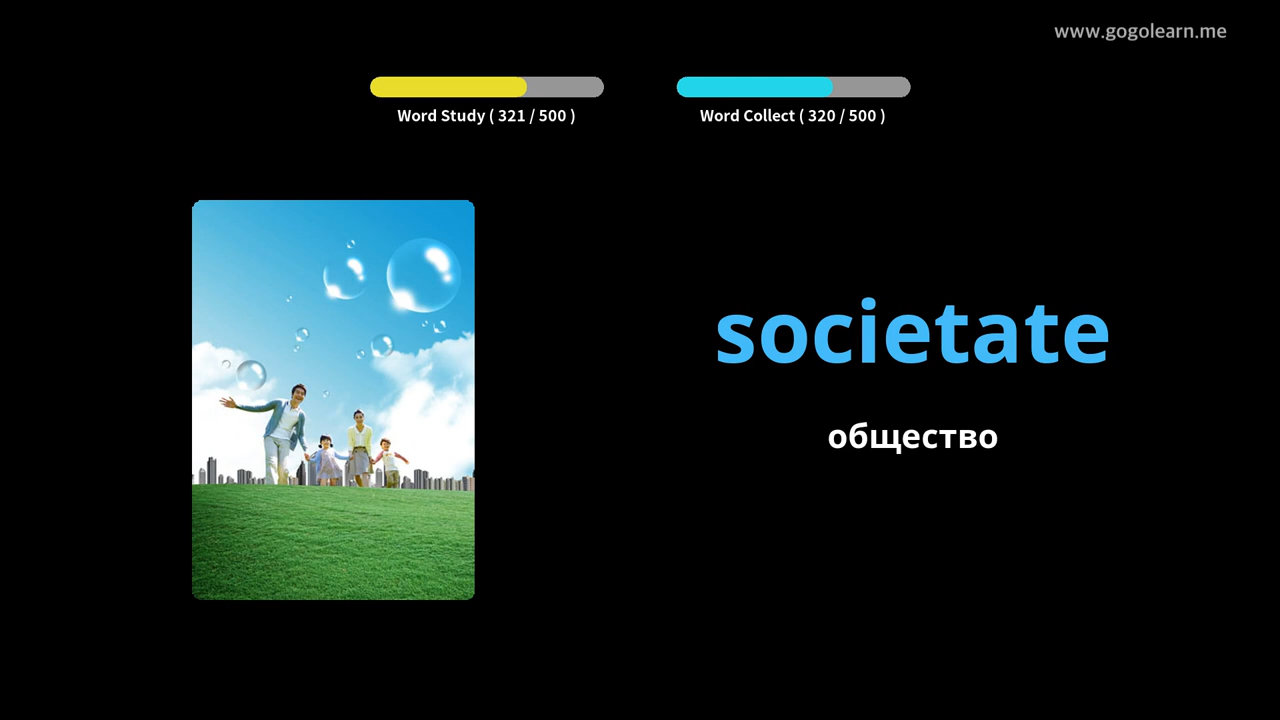 www.gogolearn.me
Word Study ( 321 / 500 )
Word Collect ( 320 / 500 )
societate
общество